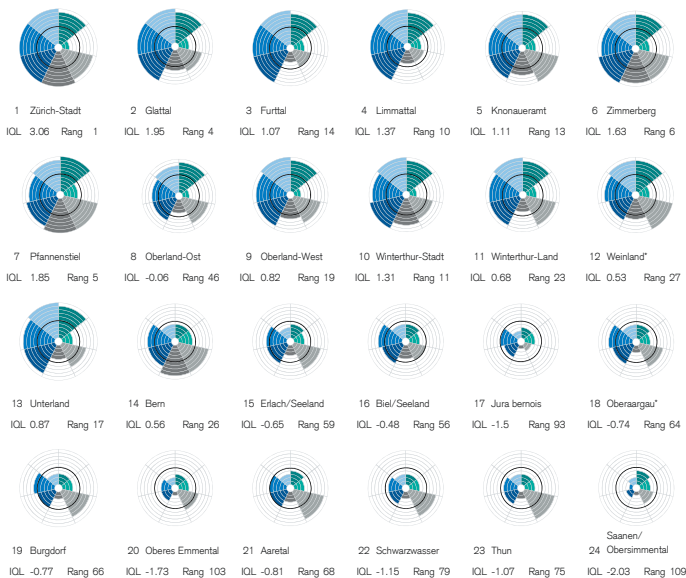 1 Zürich-Stadt 2 Glattal 3 Furttal 4 Limmattal 5 Knonaueramt 6 Zimmerberg
IQL 3.06 Rang 1 IQL 1.95 Rang 4 IQL 1.07 Rang 14 IQL 1.37 Rang 10 IQL 1.11 Rang 13 IQL 1.63 Rang 6
7 Pfannenstiel 8 Oberland-Ost 9 Oberland-West 10 Winterthur-Stadt 11 Winterthur-Land 12 Weinland*
IQL 1.85 Rang 5 IQL -0.06 Rang 46 IQL 0.82 Rang 19 IQL 1.31 Rang 11 IQL 0.68 Rang 23 IQL 0.53 Rang 27
13 Unterland 14 Bern 15 Erlach/Seeland 16 Biel/Seeland 17 Jura bernois 18 Oberaargau*
IQL 0.87 Rang 17 IQL 0.56 Rang 26 IQL -0.65 Rang 59 IQL -0.48 Rang 56 IQL -1.5 Rang 93 IQL -0.74 Rang 64
19 Burgdorf 20 Oberes Emmental 21 Aaretal 22 Schwarzwasser 23 Thun 24 Saanen/
Obersimmental
IQL -0.77 Rang 66 IQL -1.73 Rang 103 IQL -0.81 Rang 68 IQL -1.15 Rang 79 IQL -1.07 Rang 75 IQL -2.03 Rang 109